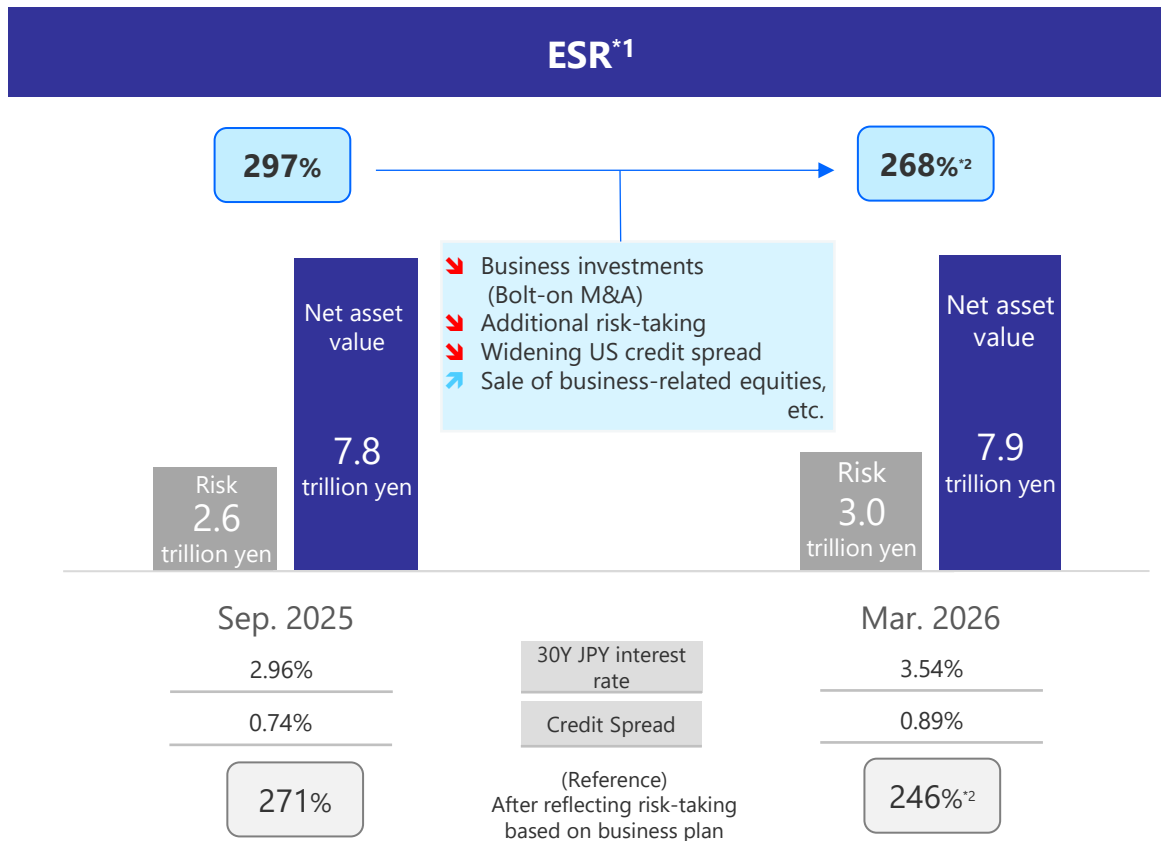 ESR*1
297%
268%*2
Business investments
(Bolt-on M&A)
Additional risk-taking
Widening US credit spread
Sale of business-related equities,
etc.
Net asset
value
7.8
trillion yen
Risk
2.6
trillion yen
Net asset
value
7.9
trillion yen
Risk
3.0
trillion yen
Sep. 2025
Mar. 2026
2.96%
30Y JPY interest
rate
3.54%
0.74%
Credit Spread
0.89%
271%
(Reference)
After reflecting risk-taking
based on business plan
246%*2